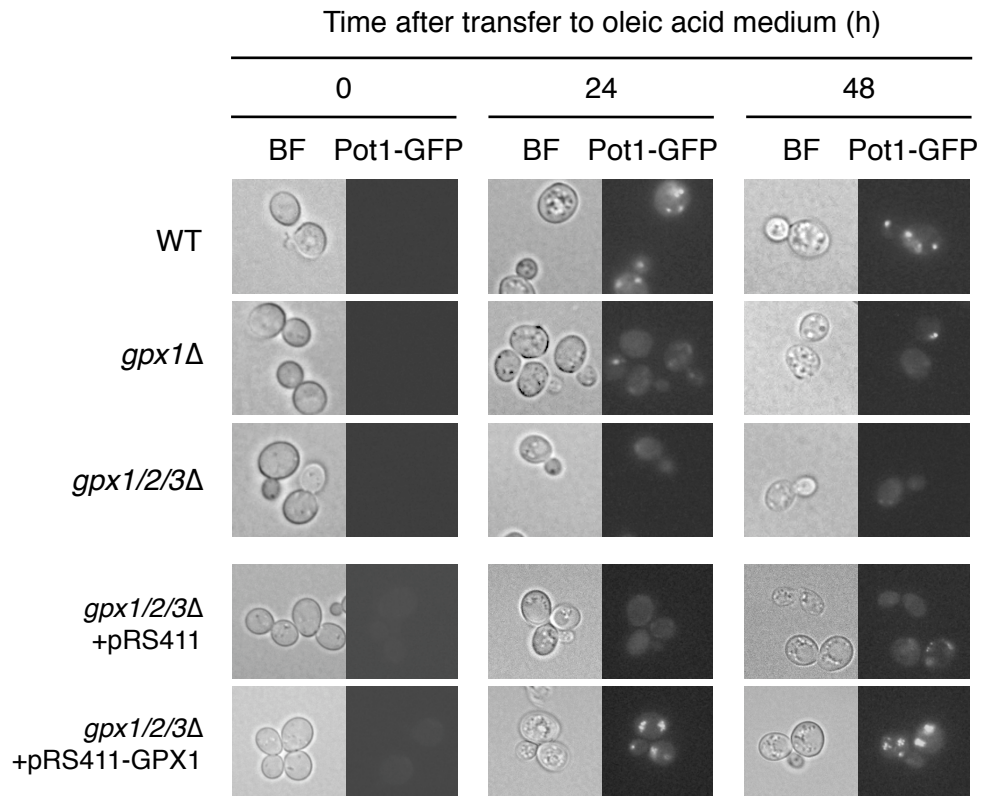 Time after transfer to oleic acid medium (h)
0 24 48
BF Pot1-GFP BF Pot1-GFP BF Pot1-GFP
WT
gpx1Δ
gpx1/2/3Δ
gpx1/2/3Δ
+pRS411
gpx1/2/3Δ
+pRS411-GPX1